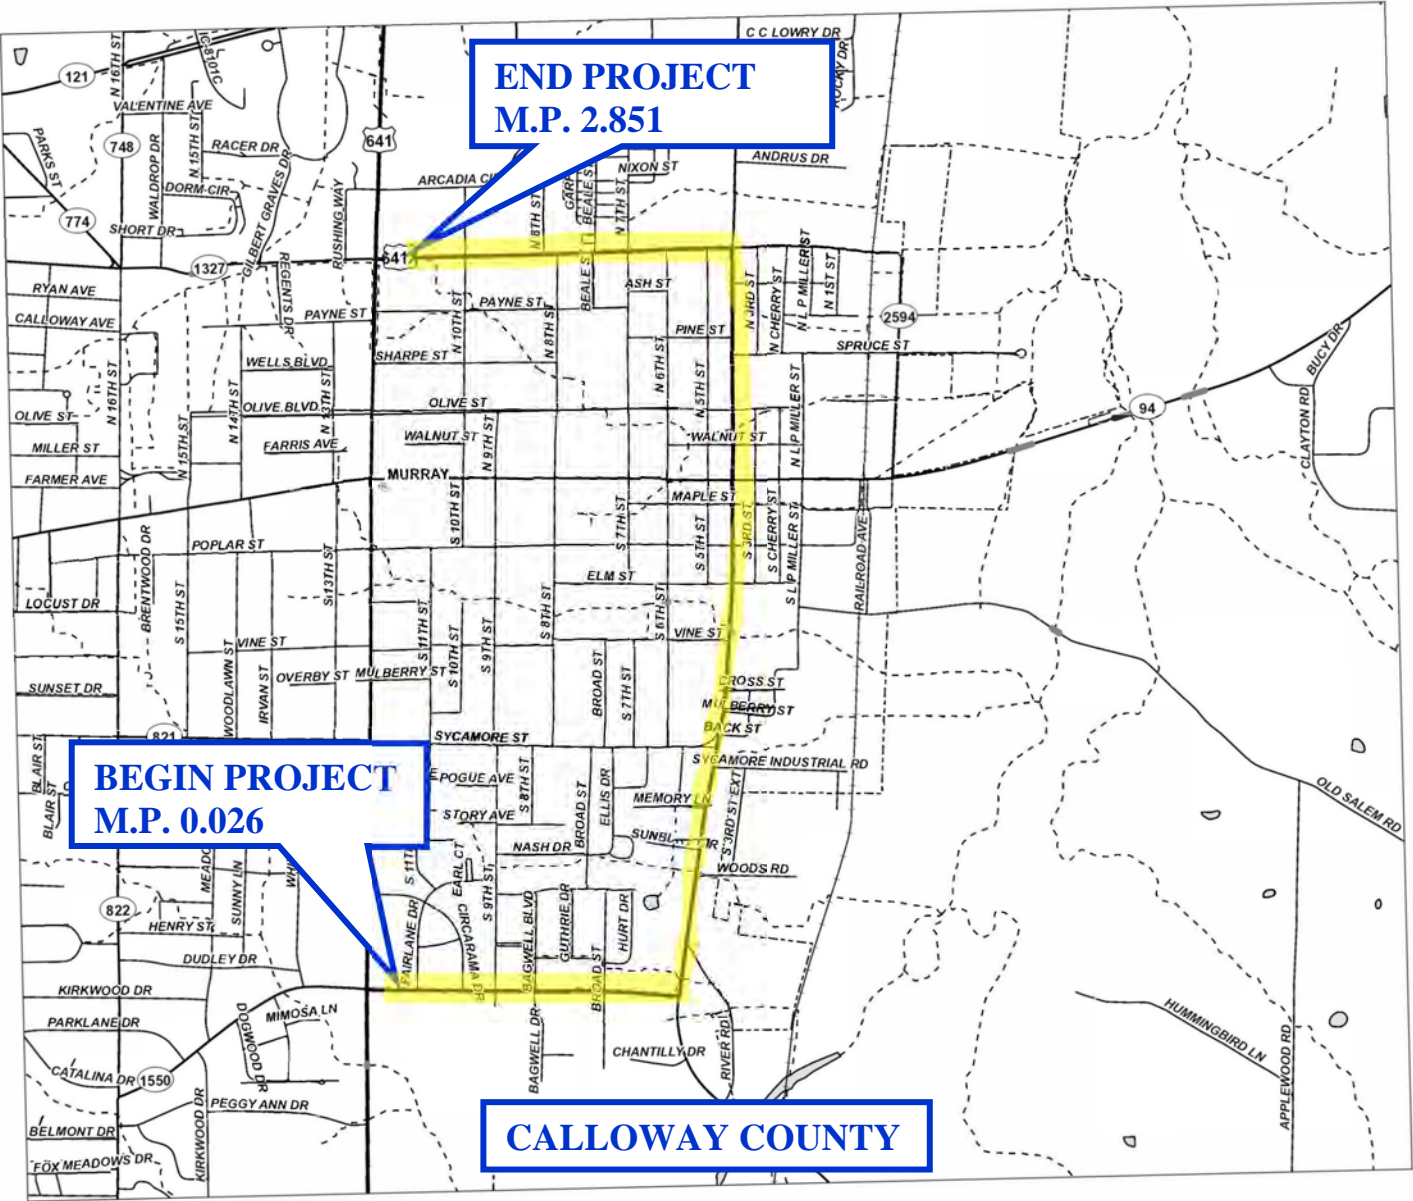 C C LOWRY DR
ROCKY DR
N 16TH ST
IC-8101C
121
END PROJECT
M.P. 2.851
VALENTINE AVE
641
748
N 15TH ST
WALDROP DR
RACER DR
PARKS ST
ANDRUS DR
NIXON ST
ARCADIA CI
DORM CIR
GILBERT GRAVES DR
RUSHING WAY
BEALE ST
N 7TH ST
N 8TH ST
774
SHORT DR
641
1327
REGENTS DR
BEALE ST
N L P MILLER ST
N 1ST ST
N 3RD ST
N CHERRY ST
RYAN AVE
ASH ST
PAYNE ST
PAYNE ST
CALLOWAY AVE
2594
N 10TH ST
N 8TH ST
PINE ST
SPRUCE ST
BUCY DR
SHARPE ST
WELLS BLVD
N 6TH ST
N 5TH ST
N L P MILLER ST
N 16TH ST
N 14TH ST
N 13TH ST
OLIVE BLVD
OLIVE ST
94
CLAYTON RD
OLIVE ST
N 15TH ST
FARRIS AVE
WALNUT ST
N 9TH ST
WALNUT ST
MILLER ST
FARMER AVE
MURRAY
MAPLE ST
S 10TH ST
S 7TH ST
S 5TH ST
S 3RD ST
S CHERRY ST
S L P MILLER ST
RAILROAD AVE
BRENTWOOD DR
POPLAR ST
S 13TH ST
ELM ST
LOCUST DR
S 15TH ST
S 11TH ST
S 10TH ST
S 9TH ST
S 8TH ST
S 6TH ST
VINE ST
VINE ST
WOODLAWN ST
IRVAN ST
OVERBY ST
MULBERRY ST
BROAD ST
S 7TH ST
CROSS ST
SUNSET DR
MULBERRY ST
BACK ST
821
SYCAMORE ST
SYCAMORE INDUSTRIAL RD
BLAIR ST
BLAIR ST
BEGIN PROJECT
M.P. 0.026
POGUE AVE
S 8TH ST
BROAD ST
ELLIS DR
MEMORY LN
S 3RD ST EXT
OLD SALEM RD
STORY AVE
NASH DR
WOODS RD
SUNNY LN
EARL CT
S 9TH ST
FAIRLANE DR
CIRCARAMA DR
BAGWELL BLVD
GUTHRIE DR
HURT DR
BROAD ST
822
HENRY ST
DUDLEY DR
KIRKWOOD DR
MIMOSA LN
DOGWOOD DR
PARKLANE DR
BAGWELL DR
CHANTILLY DR
RIVER RD
HUMMINGBIRD LN
APPLEWOOD RD
CATALINA DR
1550
KIRKWOOD DR
PEGGY ANN DR
BELMONT DR
FOX MEADOWS DR
CALLOWAY COUNTY